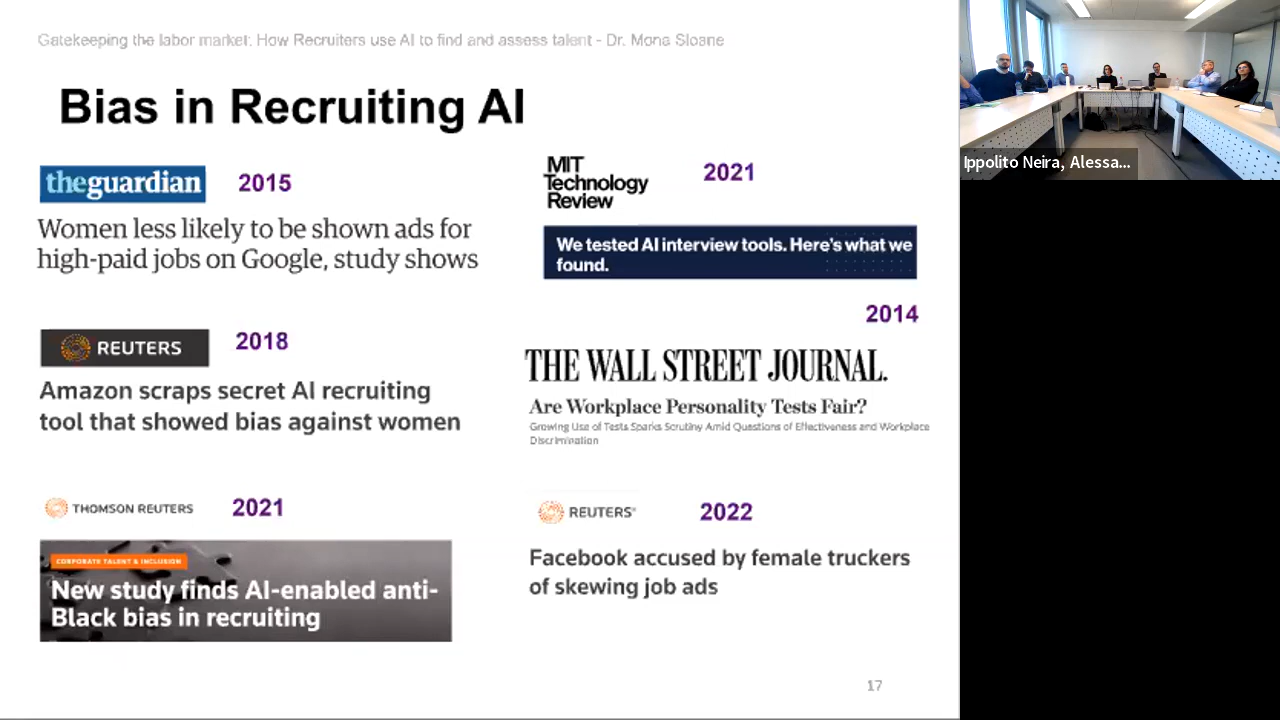 Gatekeeping the labor market: How Recruiters use AI to find and assess talent - Dr. Mona Sloane
Bias in Recruiting AI
theguardian
2015
Women less likely to be shown ads for
high-paid jobs on Google, study shows
REUTERS
2018
Amazon scraps secret AI recruiting
tool that showed bias against women
THOMSON REUTERS
2021
CORPORATE TALENT & INCLUSION
New study finds AI-enabled anti-
Black bias in recruiting
MIT
Technology
Review
2021
We tested AI interview tools. Here's what we
found.
2014
THE WALL STREET JOURNAL.
Are Workplace Personality Tests Fair?
Growing Use of Tests Sparks Scrutiny Amid Questions of Effectiveness and Workplace
Discrimination
REUTERS®
2022
Facebook accused by female truckers
of skewing job ads
17
Ippolito Neira, Alessa...